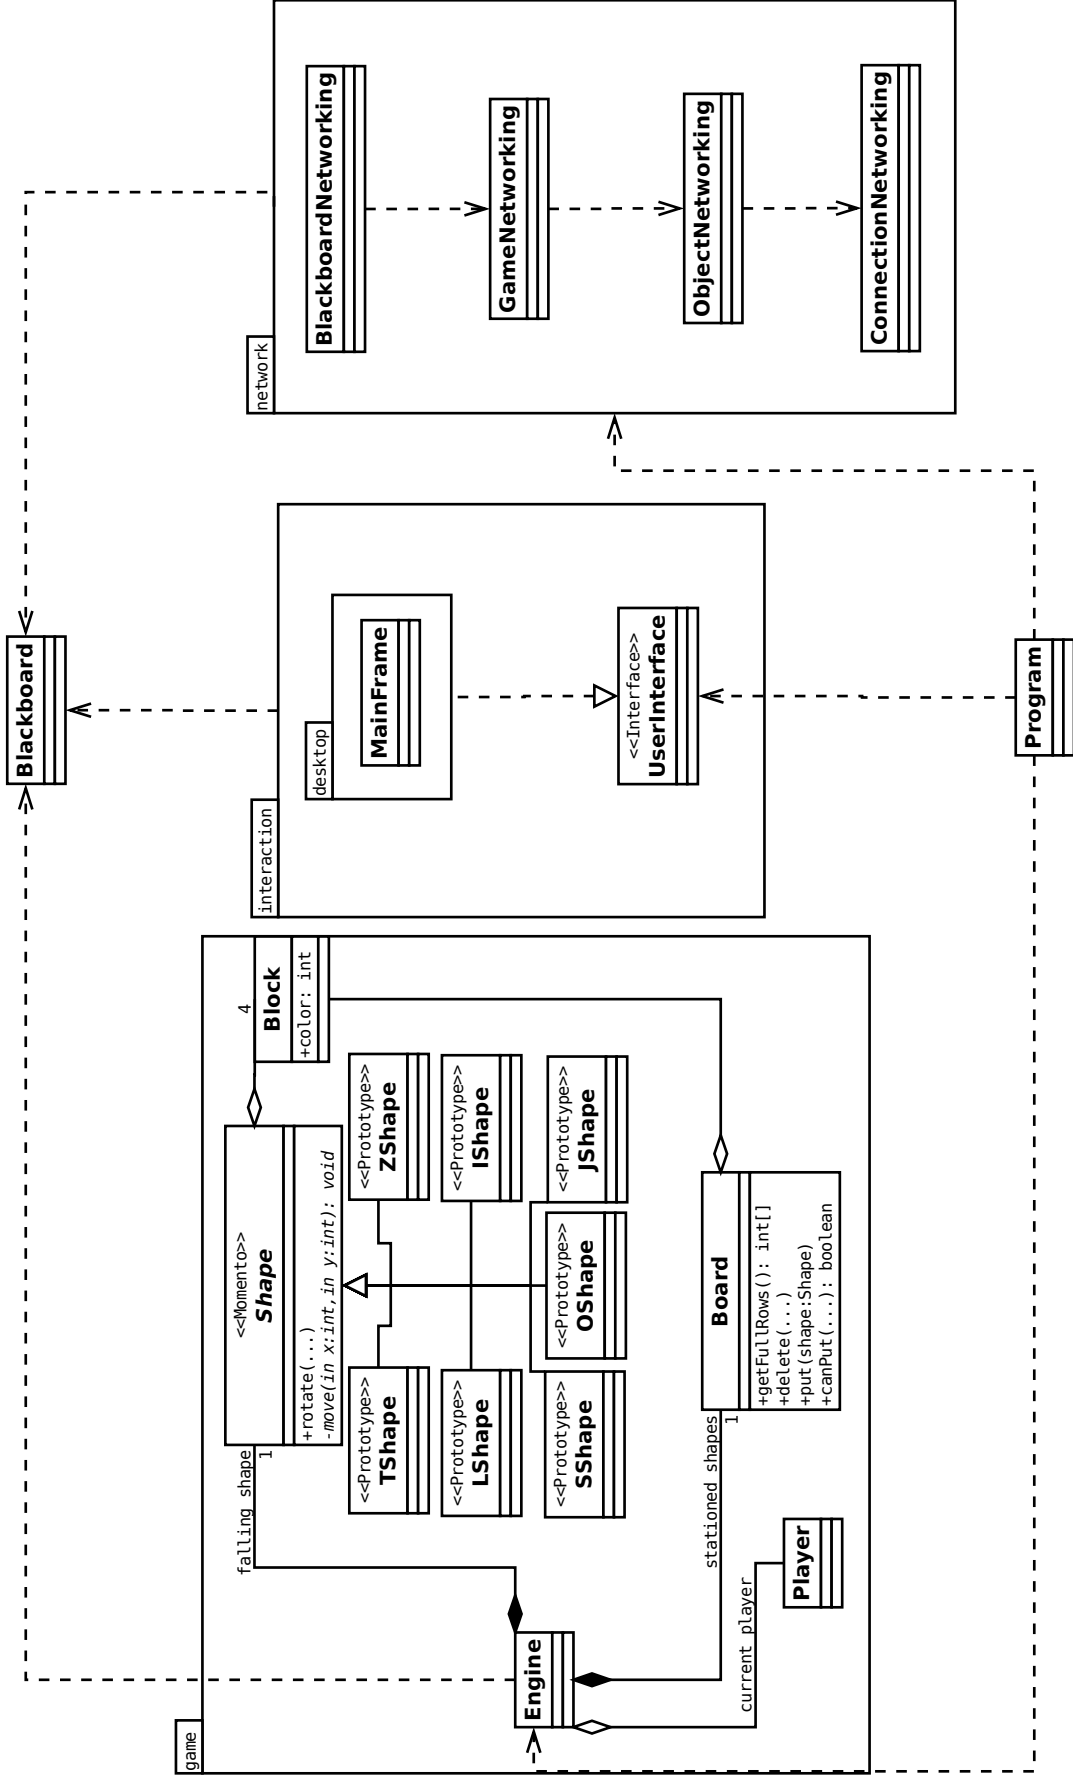 Blackboard
game
Engine
falling shape
1
<<Momento>>
Shape
+rotate(...)
-move(in x:int,in y:int): void
4
Block
+color: int
<<Prototype>>
TShape
<<Prototype>>
ZShape
<<Prototype>>
LShape
<<Prototype>>
IShape
<<Prototype>>
SShape
<<Prototype>>
OShape
<<Prototype>>
JShape
stationed shapes
1
Board
+getFullRows(): int[]
+delete(...)
+put(shape:Shape)
+canPut(...): boolean
current player
Player
interaction
desktop
MainFrame
<<Interface>>
UserInterface
network
BlackboardNetworking
GameNetworking
ObjectNetworking
ConnectionNetworking
Program